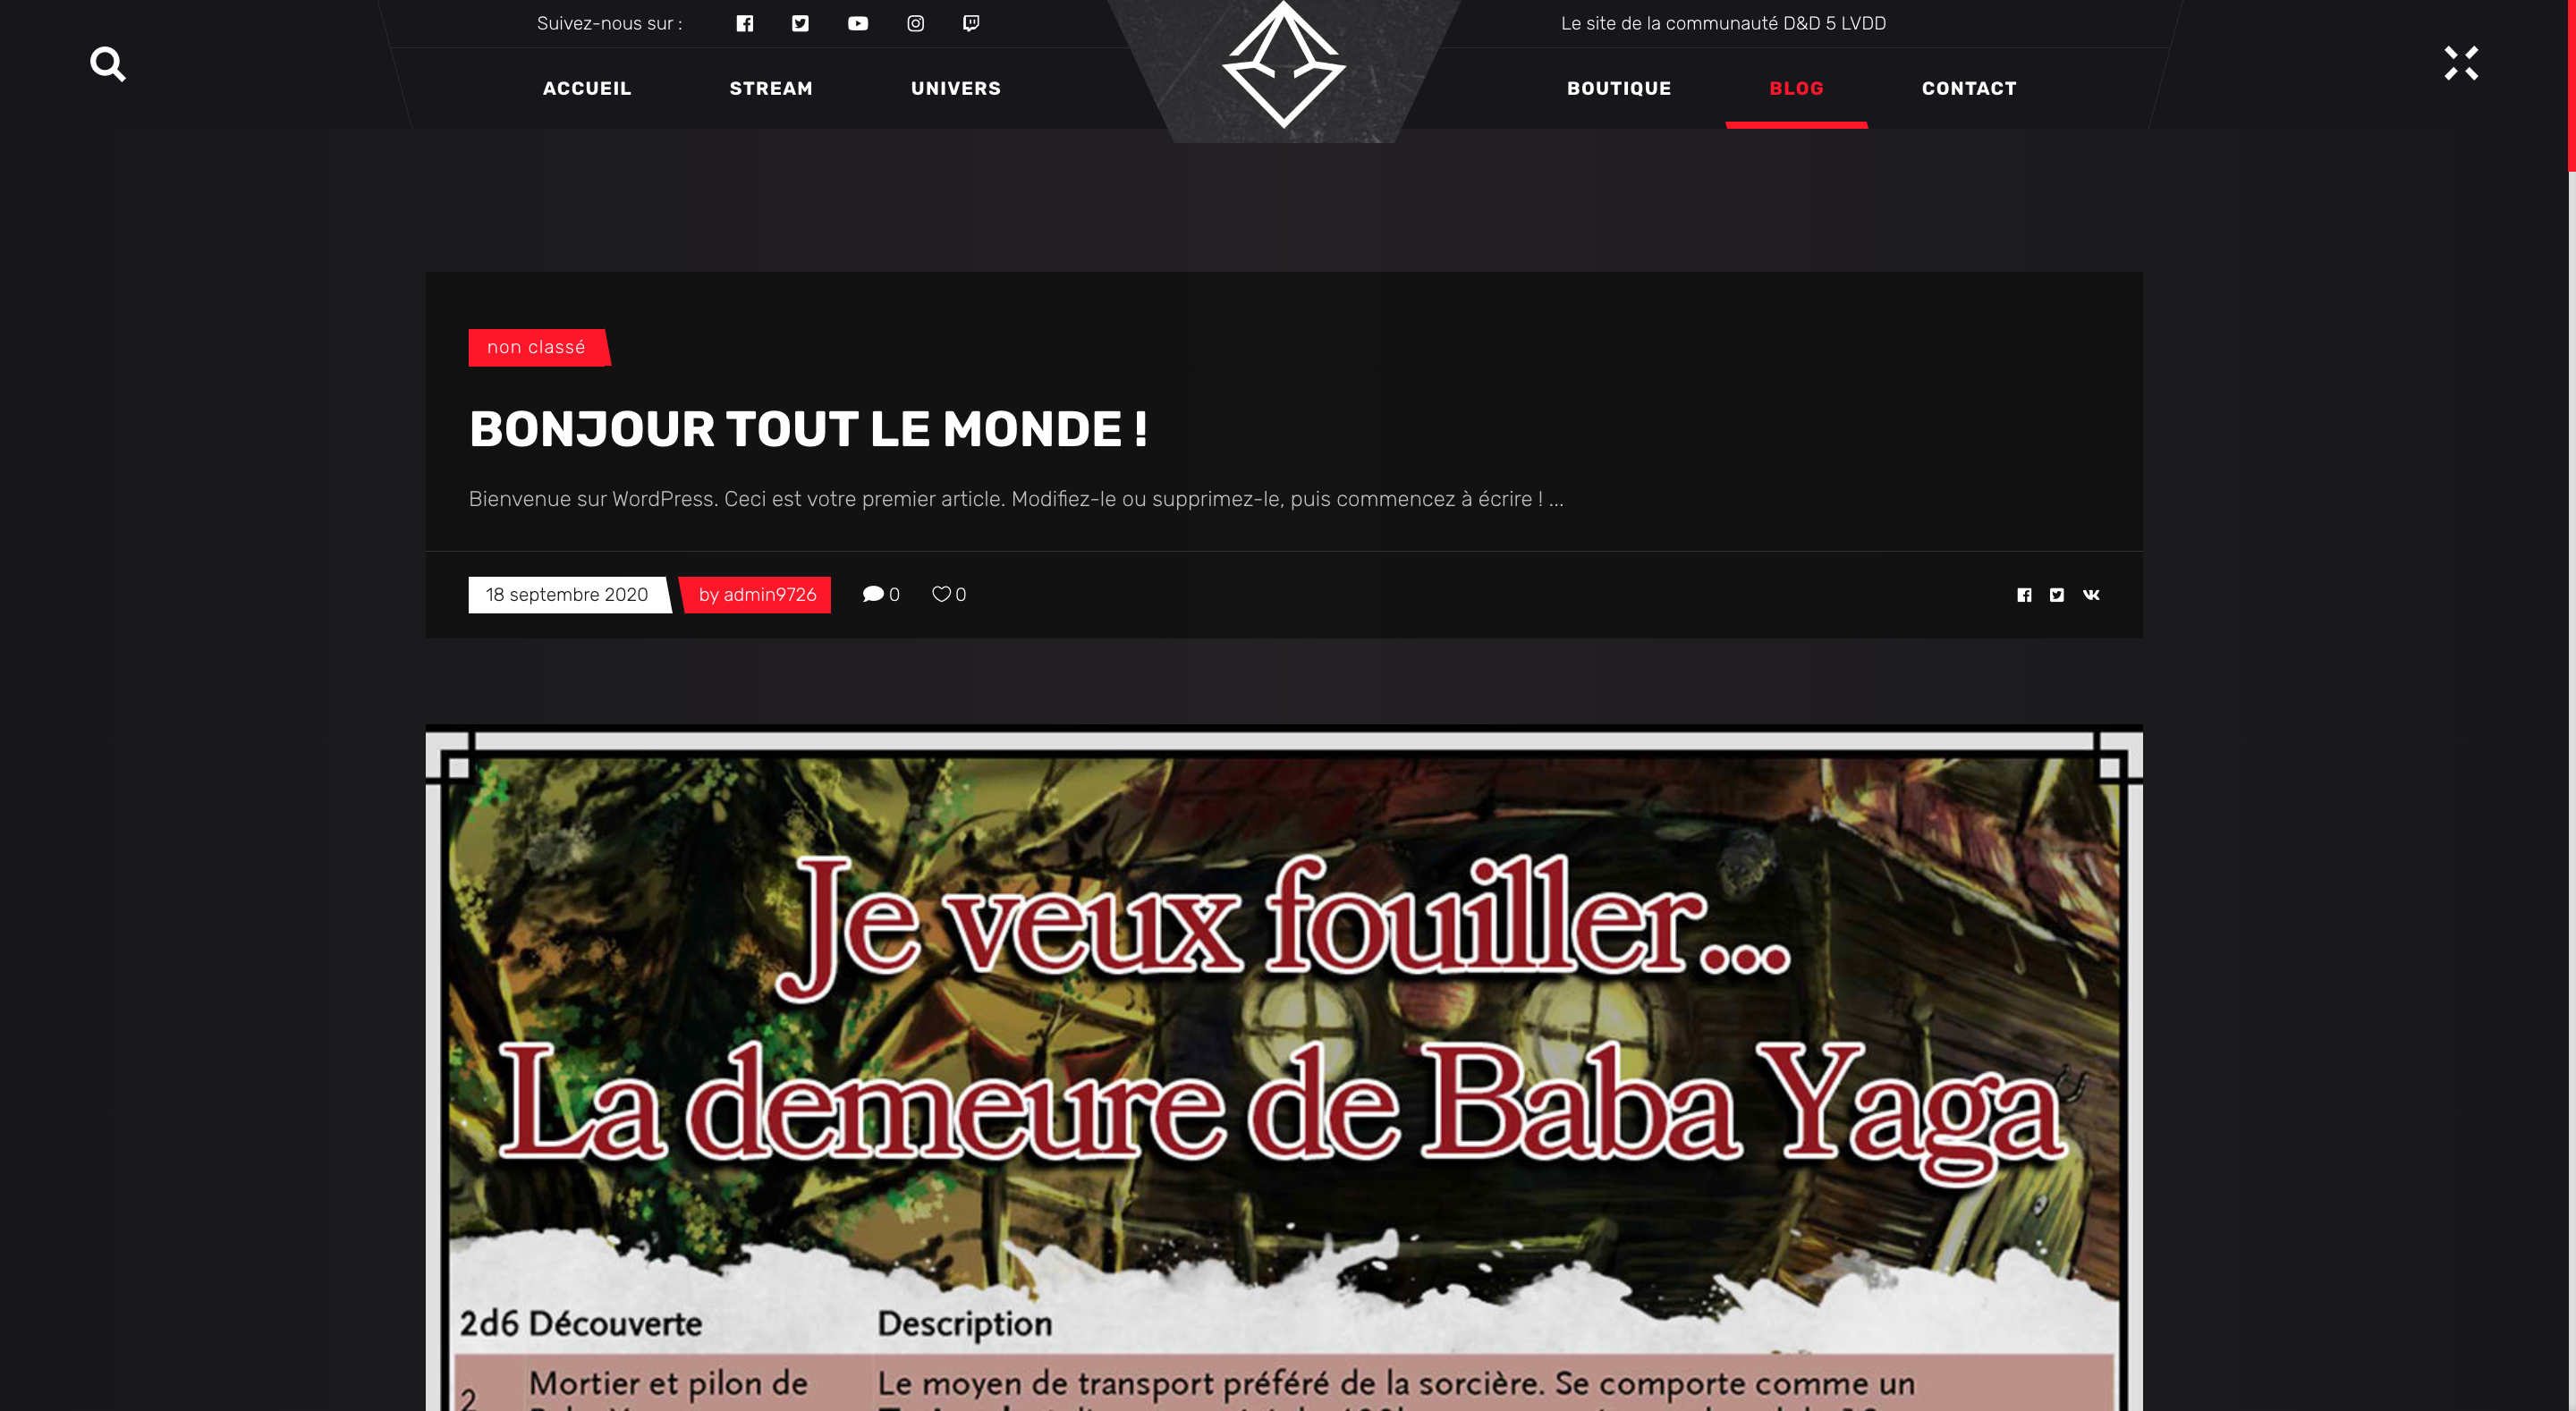 Suivez-nous sur :
Le site de la communauté D&D 5 LVDD
ACCUEIL STREAM UNIVERS BOUTIQUE BLOG CONTACT
non classé
BONJOUR TOUT LE MONDE !
Bienvenue sur WordPress. Ceci est votre premier article. Modifiez-le ou supprimez-le, puis commencez à écrire ! ...
18 septembre 2020 by admin9726 0 0
Je veux fouiller...
La demeure de Baba Yaga
2d6 Découverte Description
2 Mortier et pilon de Le moyen de transport préféré de la sorcière. Se comporte comme un